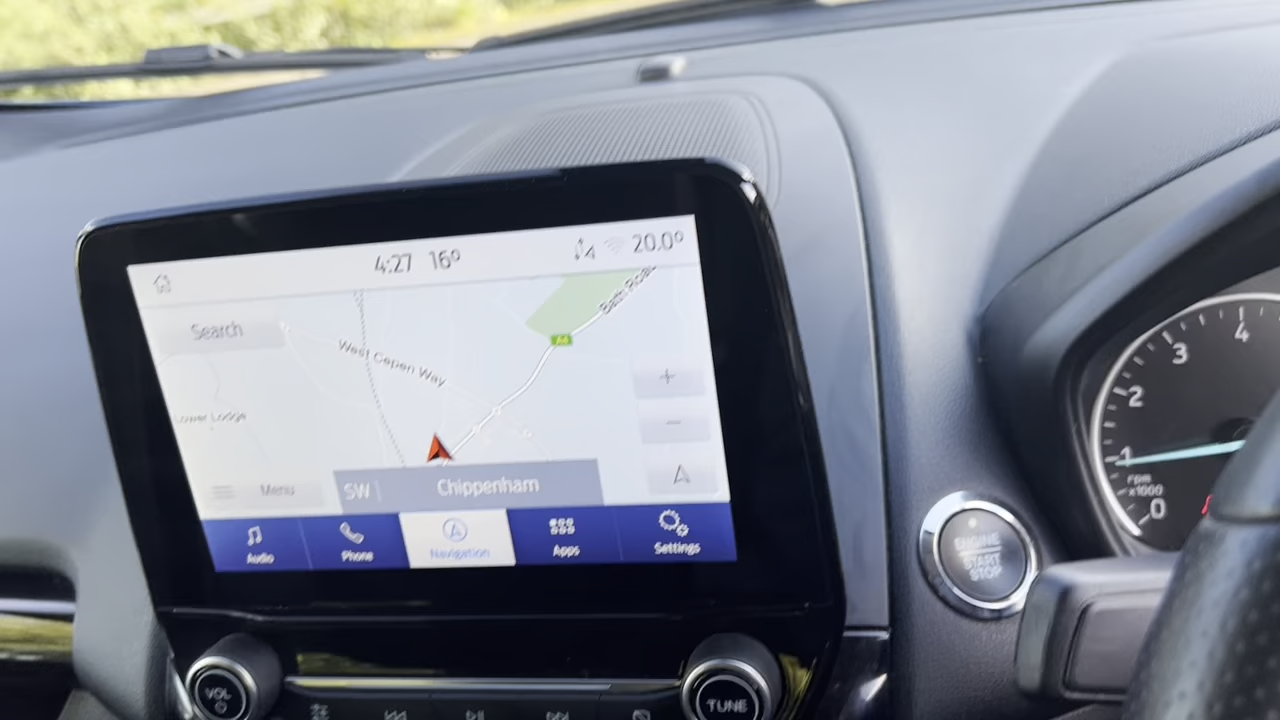 4:27 16° 20.0°
Search
Bath Road
A4
West Cepen Way
Lower Lodge
+
−
Menu
SW | Chippenham
Audio
Phone
Navigation
Apps
Settings
VOL
TUNE
ENGINE
START
STOP
4
3
2
1
rpm
x1000
0